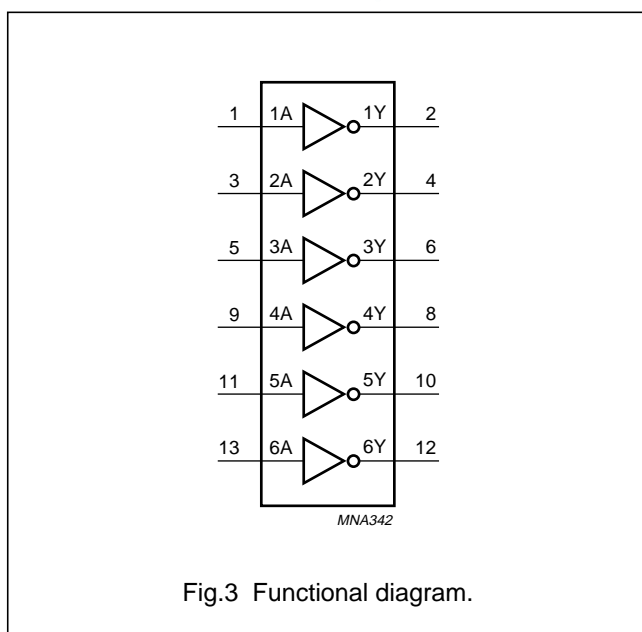 1 1A 1Y 2
3 2A 2Y 4
5 3A 3Y 6
9 4A 4Y 8
11 5A 5Y 10
13 6A 6Y 12
MNA342
Fig.3 Functional diagram.